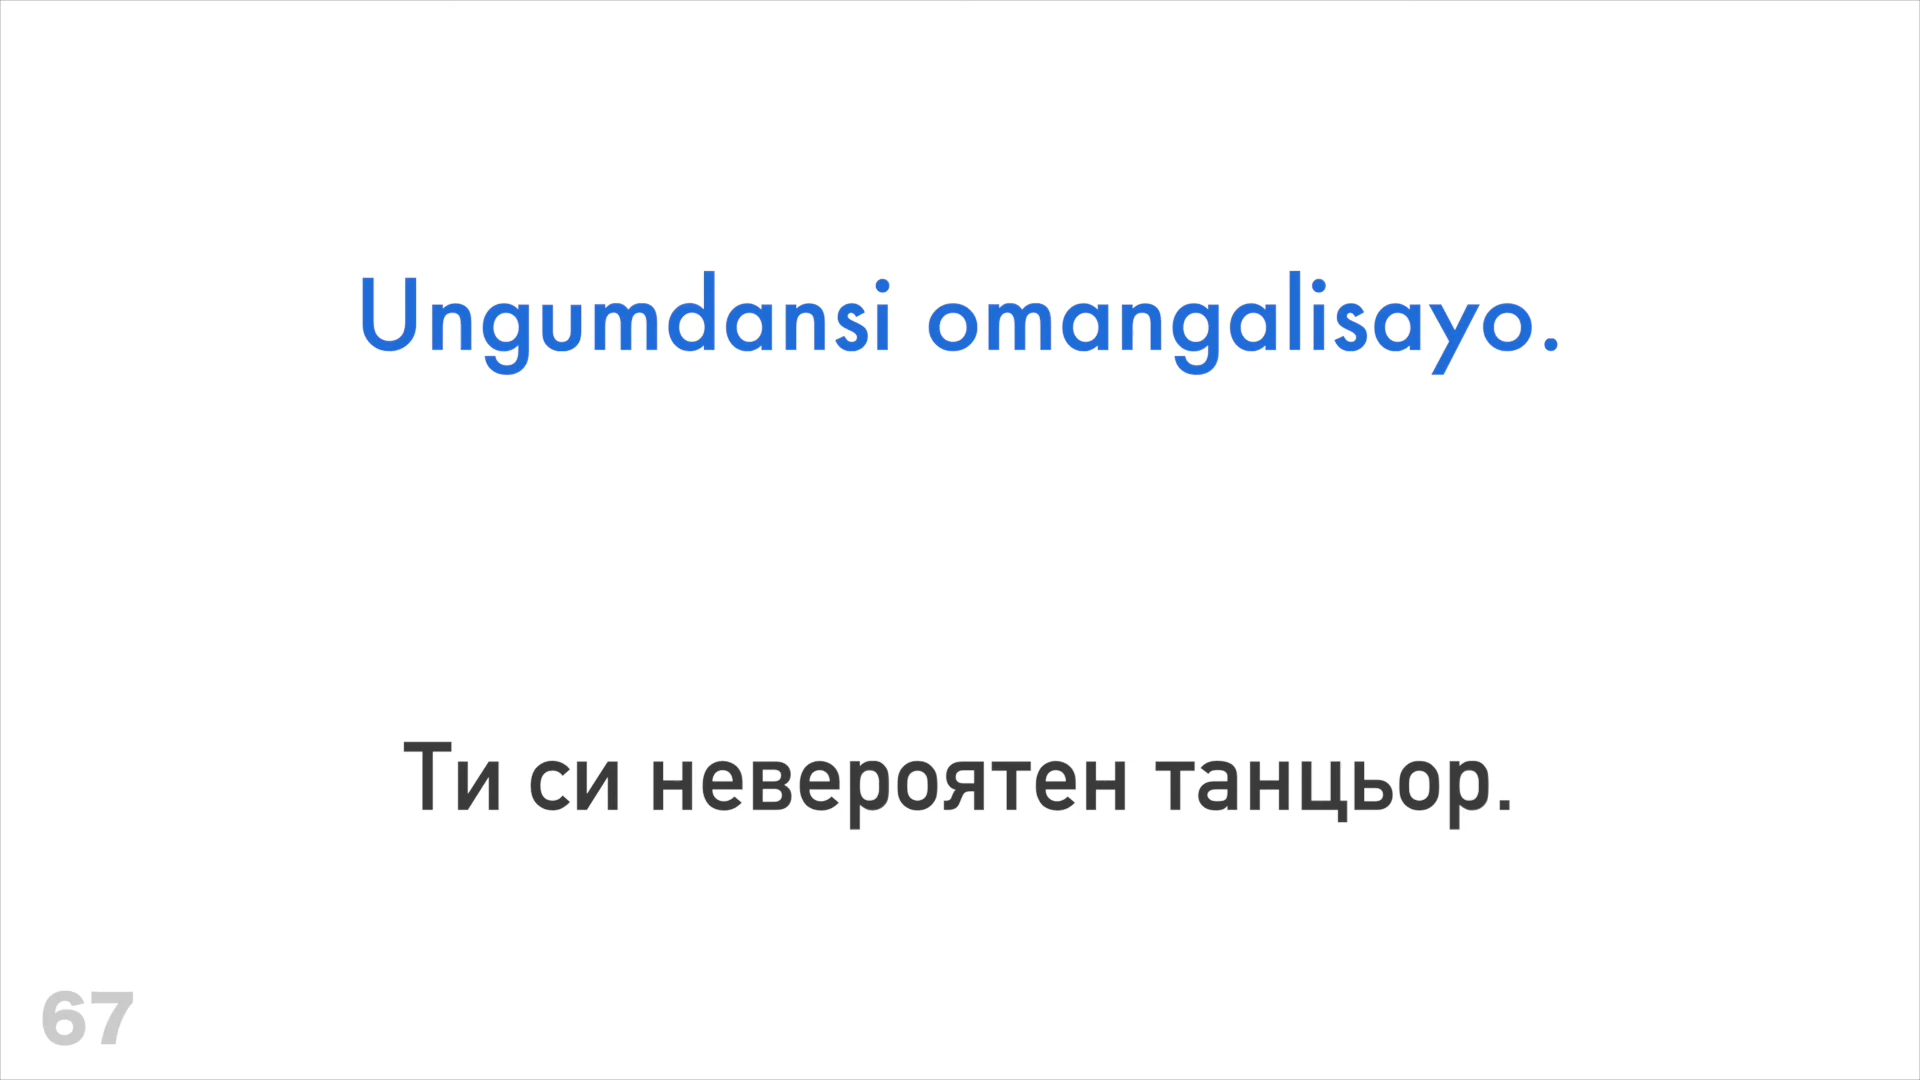 Ungumdansi omangalisayo.
Ти си невероятен танцьор.
67